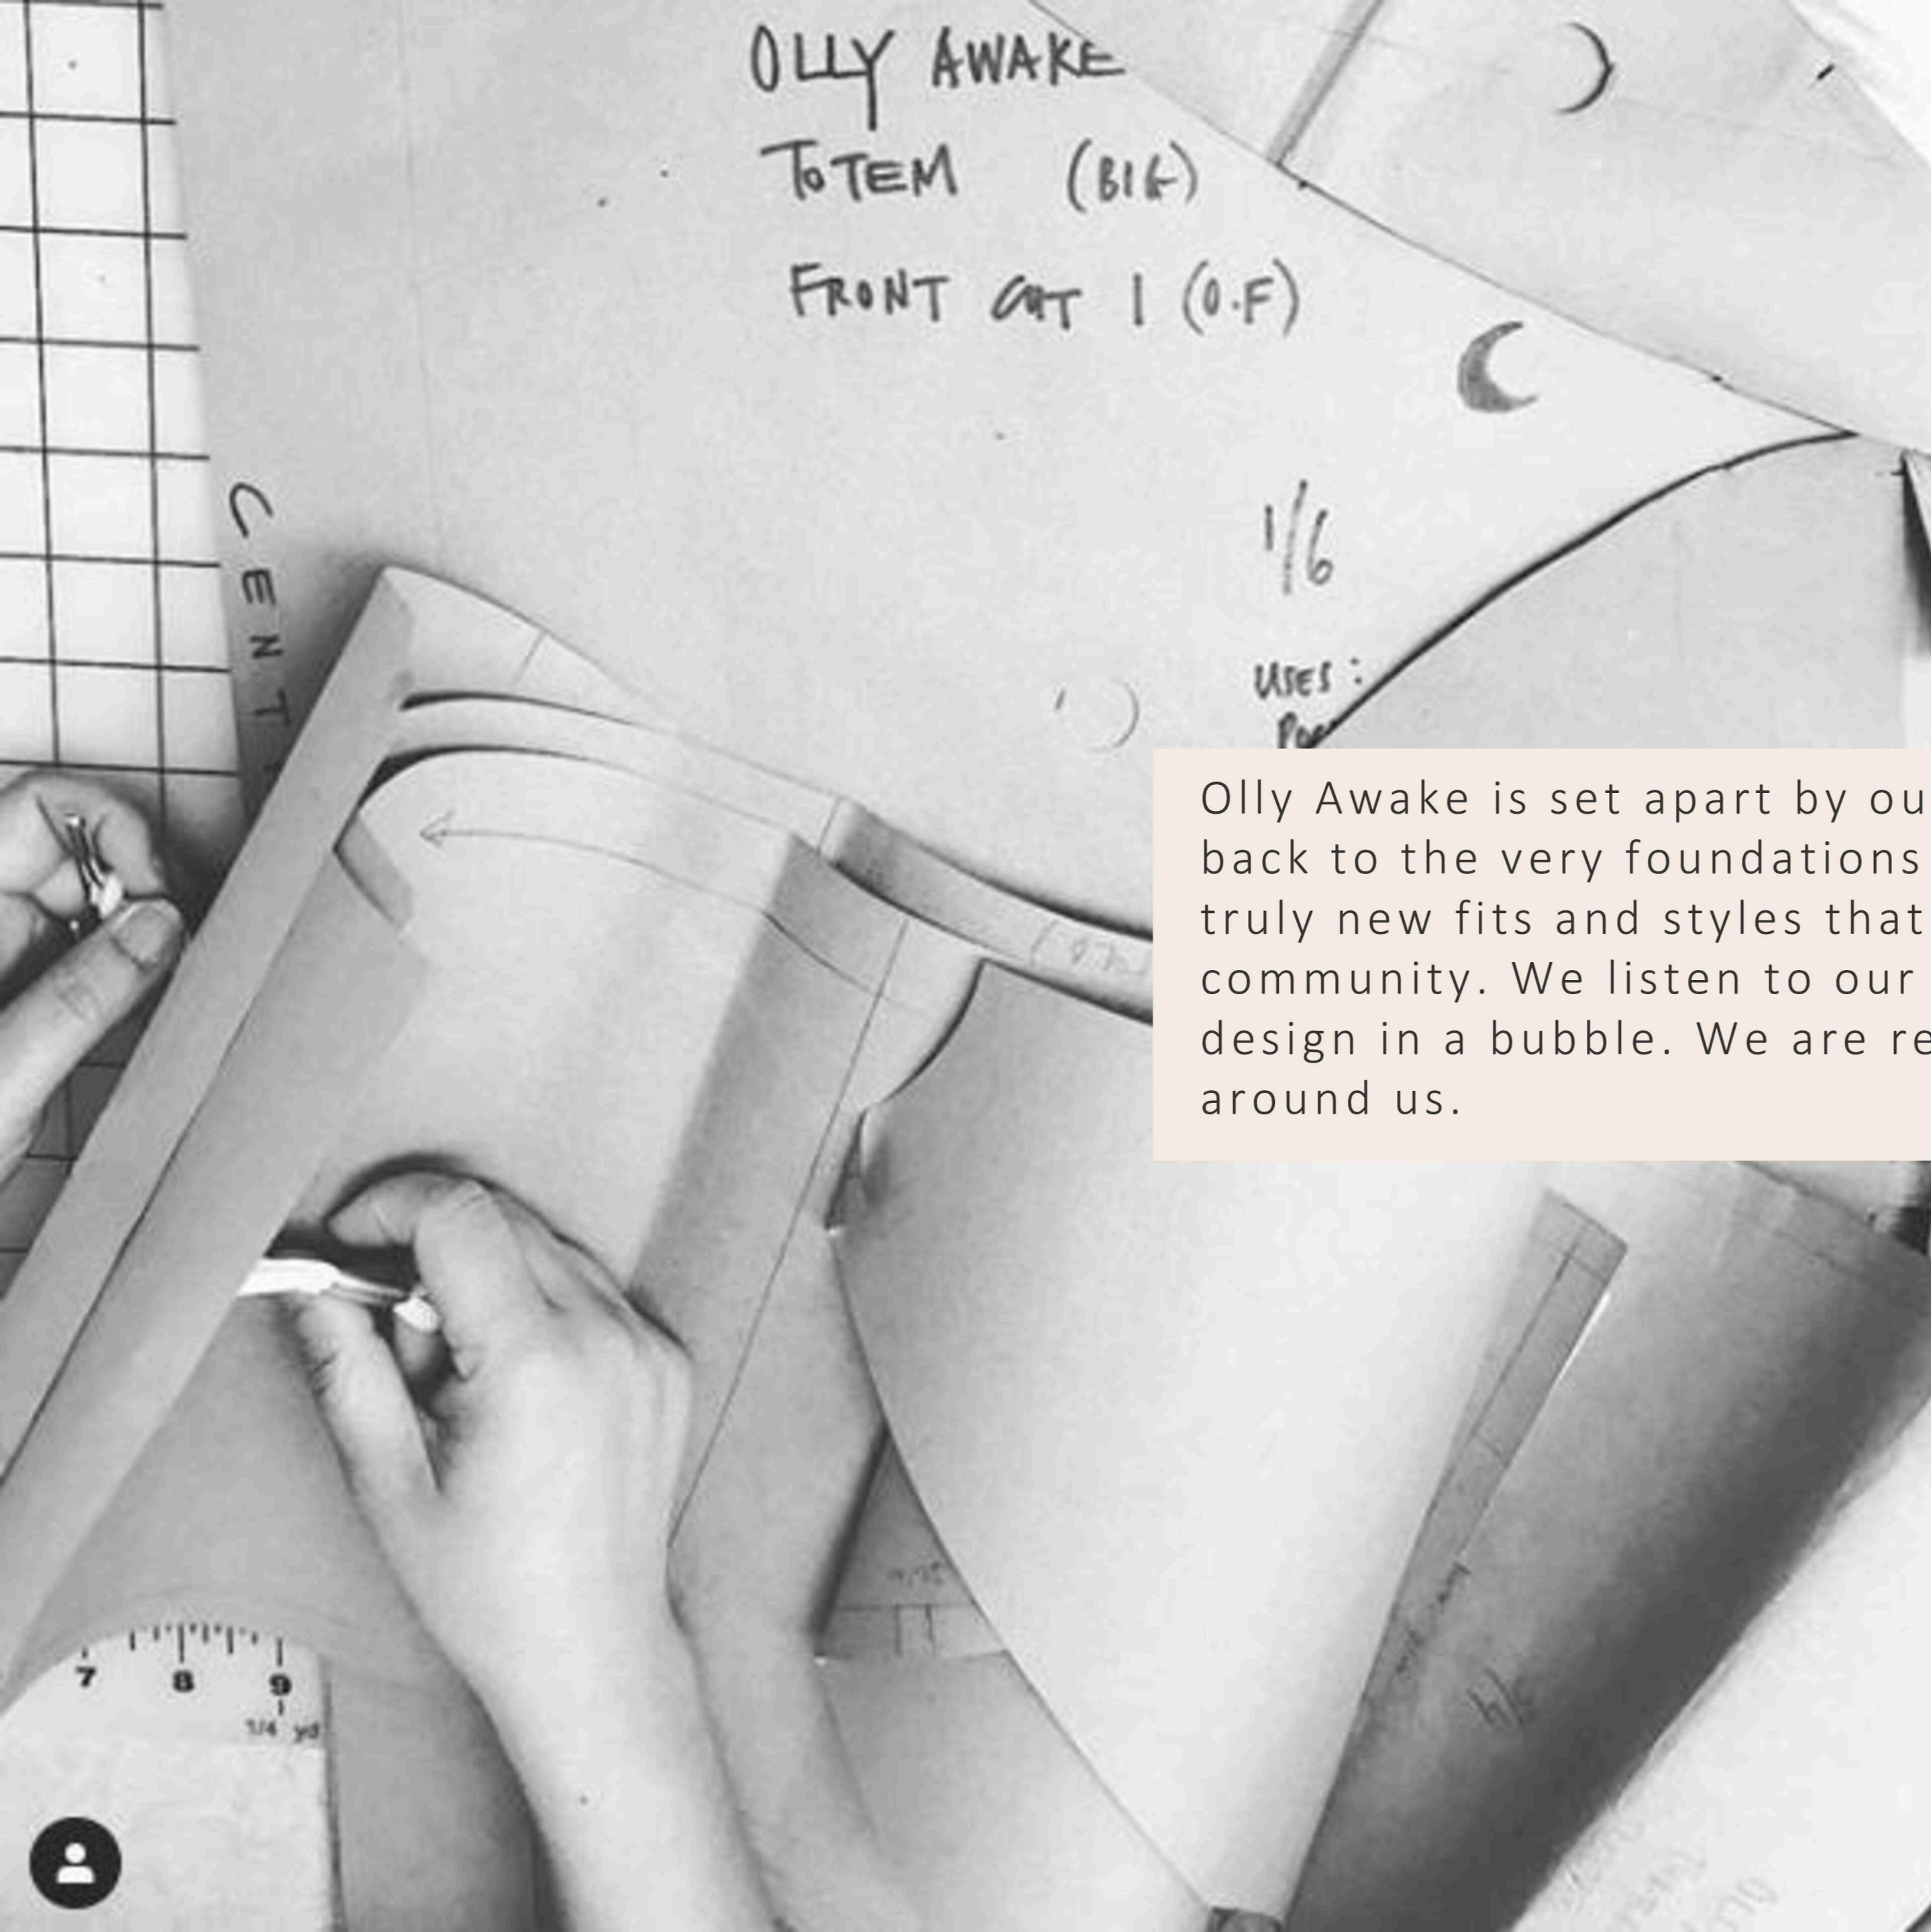 OLLY AWAKE
TOTEM (BIG)
FRONT CUT 1 (O.F)
1/6
USES:
CENT
Olly Awake is set apart by ou
back to the very foundations
truly new fits and styles that
community. We listen to our
design in a bubble. We are re
around us.
7 8 9
1/4 yd